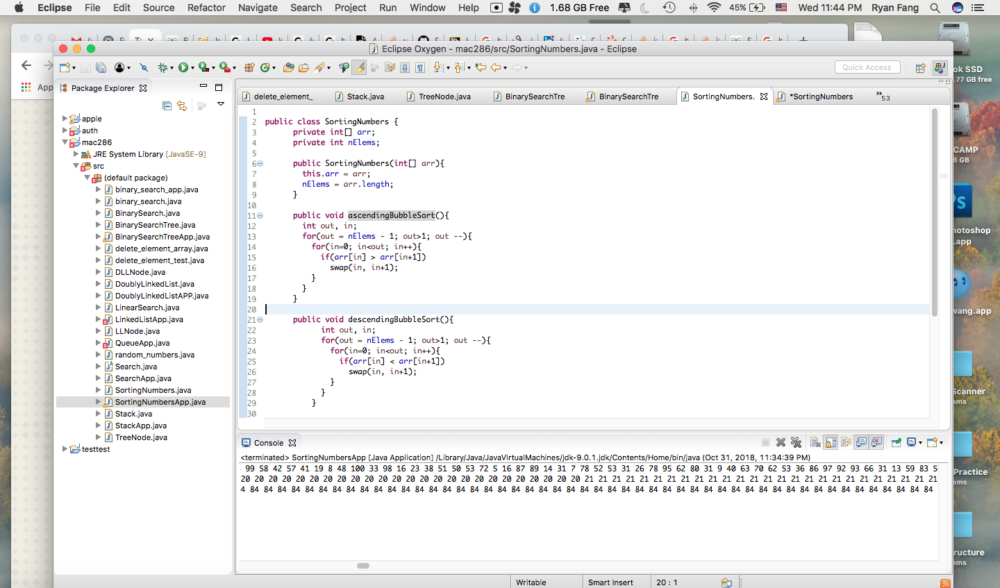 Eclipse File Edit Source Refactor Navigate Search Project Run Window Help 1.68 GB Free 45% Wed 11:44 PM Ryan Fang
Eclipse Oxygen - mac286/src/SortingNumbers.java - Eclipse
Quick Access
App
Package Explorer
apple
auth
mac286
JRE System Library [JavaSE-9]
src
(default package)
binary_search_app.java
binary_search.java
BinarySearch.java
BinarySearchTree.java
BinarySearchTreeApp.java
delete_element_array.java
delete_element_test.java
DLLNode.java
DoublyLinkedList.java
DoublyLinkedListAPP.java
LinearSearch.java
LinkedListApp.java
LLNode.java
QueueApp.java
random_numbers.java
Search.java
SearchApp.java
SortingNumbers.java
SortingNumbersApp.java
Stack.java
StackApp.java
TreeNode.java
testtest
delete_element_ Stack.java TreeNode.java BinarySearchTre BinarySearchTre SortingNumbers. *SortingNumbers »53
1
2 public class SortingNumbers {
3 private int[] arr;
4 private int nElems;
5
6 public SortingNumbers(int[] arr){
7 this.arr = arr;
8 nElems = arr.length;
9 }
10
11 public void ascendingBubbleSort(){
12 int out, in;
13 for(out = nElems - 1; out>1; out --){
14 for(in=0; in<out; in++){
15 if(arr[in] > arr[in+1])
16 swap(in, in+1);
17 }
18 }
19 }
20
21 public void descendingBubbleSort(){
22 int out, in;
23 for(out = nElems - 1; out>1; out --){
24 for(in=0; in<out; in++){
25 if(arr[in] < arr[in+1])
26 swap(in, in+1);
27 }
28 }
29 }
30
Console
<terminated> SortingNumbersApp [Java Application] /Library/Java/JavaVirtualMachines/jdk-9.0.1.jdk/Contents/Home/bin/java (Oct 31, 2018, 11:34:39 PM)
99 58 42 57 41 19 8 48 100 33 98 16 23 38 51 50 53 72 5 16 87 89 14 31 7 78 52 53 31 26 78 95 62 80 31 9 40 63 70 62 53 36 86 97 92 93 66 31 13 59 83 5
20 20 20 20 20 20 20 20 20 20 20 20 20 20 20 20 20 20 20 20 20 20 20 20 20 21 21 21 21 21 21 21 21 21 21 21 21 21 21 21 21 21 21 21 21 21 21 21 21 21 21
4 84 84 84 84 84 84 84 84 84 84 84 84 84 84 84 84 84 84 84 84 84 84 84 84 84 84 84 84 84 84 84 84 84 84 84 84 84 84 84 84 84 84 84 84 84 84 84 84 84 84
Writable Smart Insert 20 : 1
ok SSD
.77 GB free
CAMP
8 GB
hotoshop
.app
wang.app
Scanner
ems
Practice
ems
ructure
ems